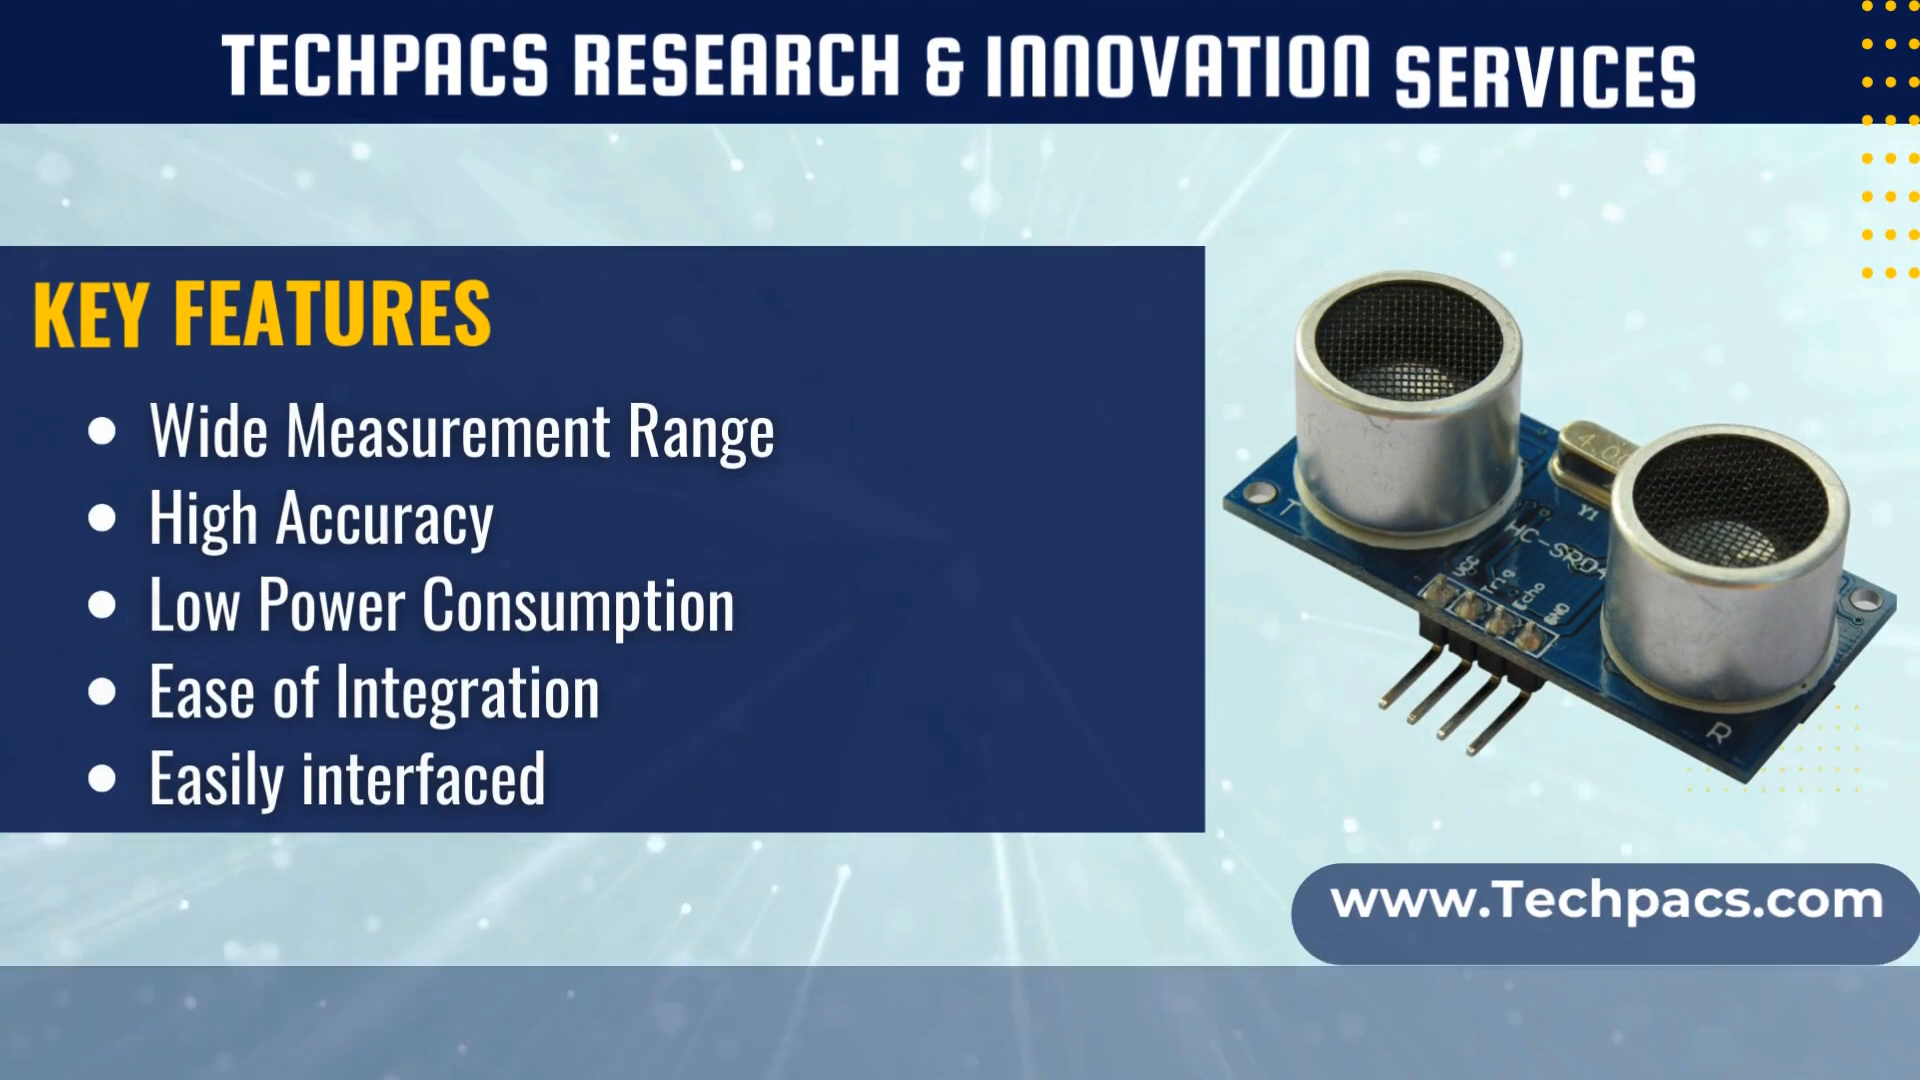 TECHPACS RESEARCH & INNOVATION SERVICES
KEY FEATURES
• Wide Measurement Range
• High Accuracy
• Low Power Consumption
• Ease of Integration
• Easily interfaced
T
Y1
HC-SR04
Vcc
Trig
Echo
GND
R
www.Techpacs.com